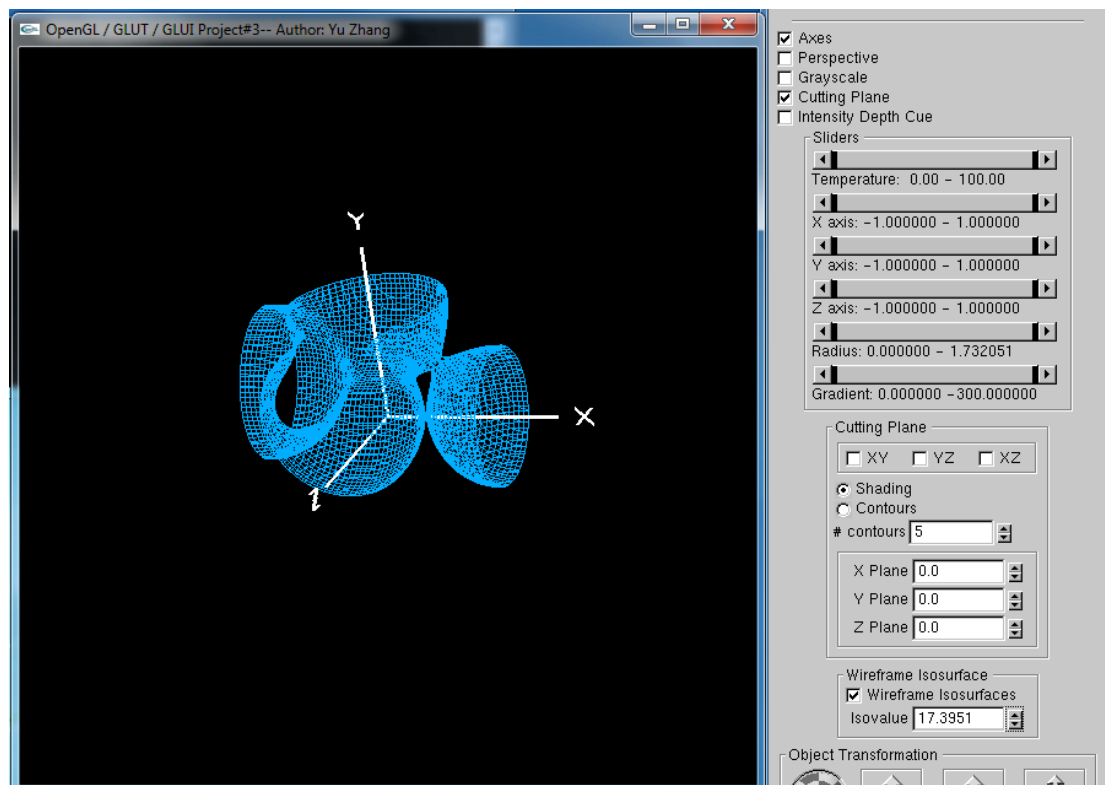 OpenGL / GLUT / GLUI Project#3-- Author: Yu Zhang
Y
X
Z
Axes
Perspective
Grayscale
Cutting Plane
Intensity Depth Cue
Sliders
Temperature: 0.00 - 100.00
X axis: -1.000000 - 1.000000
Y axis: -1.000000 - 1.000000
Z axis: -1.000000 - 1.000000
Radius: 0.000000 - 1.732051
Gradient: 0.000000 -300.000000
Cutting Plane
XY YZ XZ
Shading
Contours
# contours 5
X Plane 0.0
Y Plane 0.0
Z Plane 0.0
Wireframe Isosurface
Wireframe Isosurfaces
Isovalue 17.3951
Object Transformation